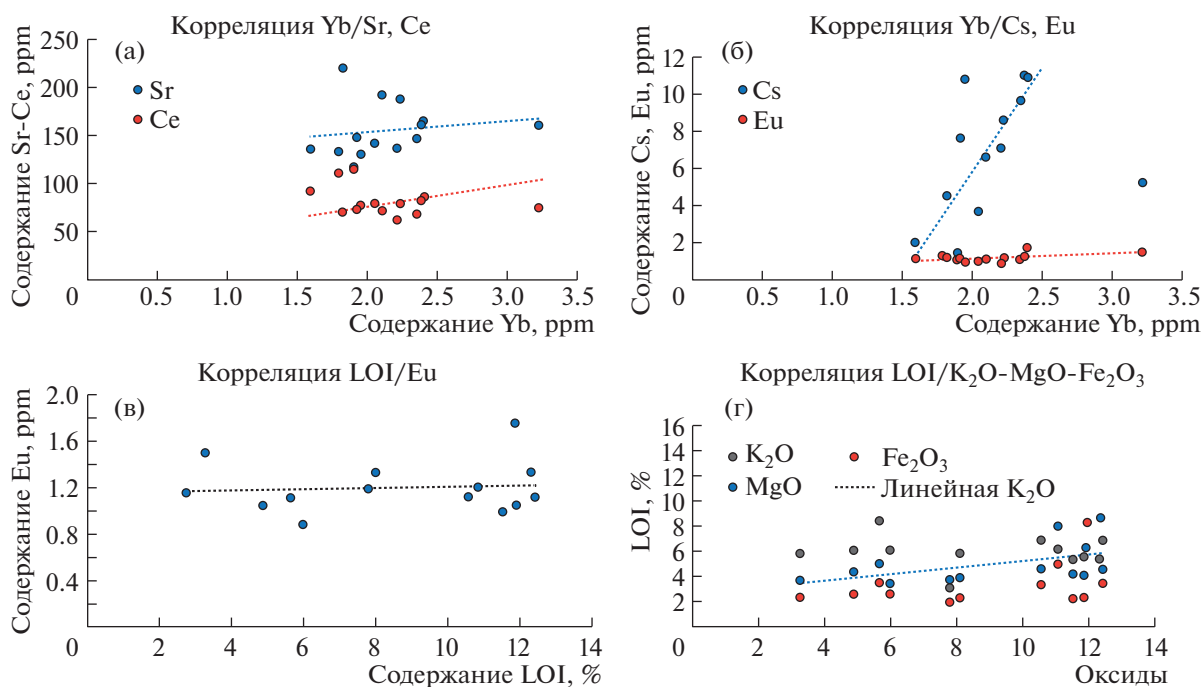 Корреляция Yb/Sr, Ce
(а)
250
200
150
100
50
0
Sr
Ce
Содержание Sr-Ce, ppm
0.5 1.0 1.5 2.0 2.5 3.0 3.5
Содержание Yb, ppm
Корреляция Yb/Cs, Eu
(б)
12
10
8
6
4
2
0
Cs
Eu
Содержание Cs, Eu, ppm
0.5 1.0 1.5 2.0 2.5 3.0 3.5
Содержание Yb, ppm
Корреляция LOI/Eu
(в)
2.0
1.6
1.2
0.8
0.4
0
Содержание Eu, ppm
2 4 6 8 10 12 14
Содержание LOI, %
Корреляция LOI/K₂O-MgO-Fe₂O₃
(г)
16
14
12
10
8
6
4
2
0
K₂O
Fe₂O₃
MgO
Линейная K₂O
LOI, %
2 4 6 8 10 12 14
Оксиды